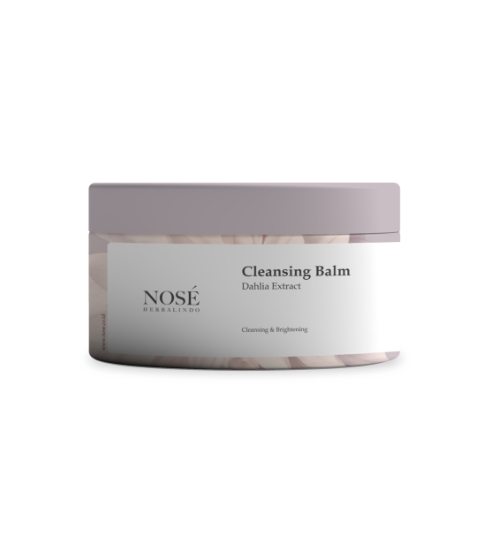 NOSÉ
HERBALINDO
Cleansing Balm
Dahlia Extract
Cleansing & Brightening